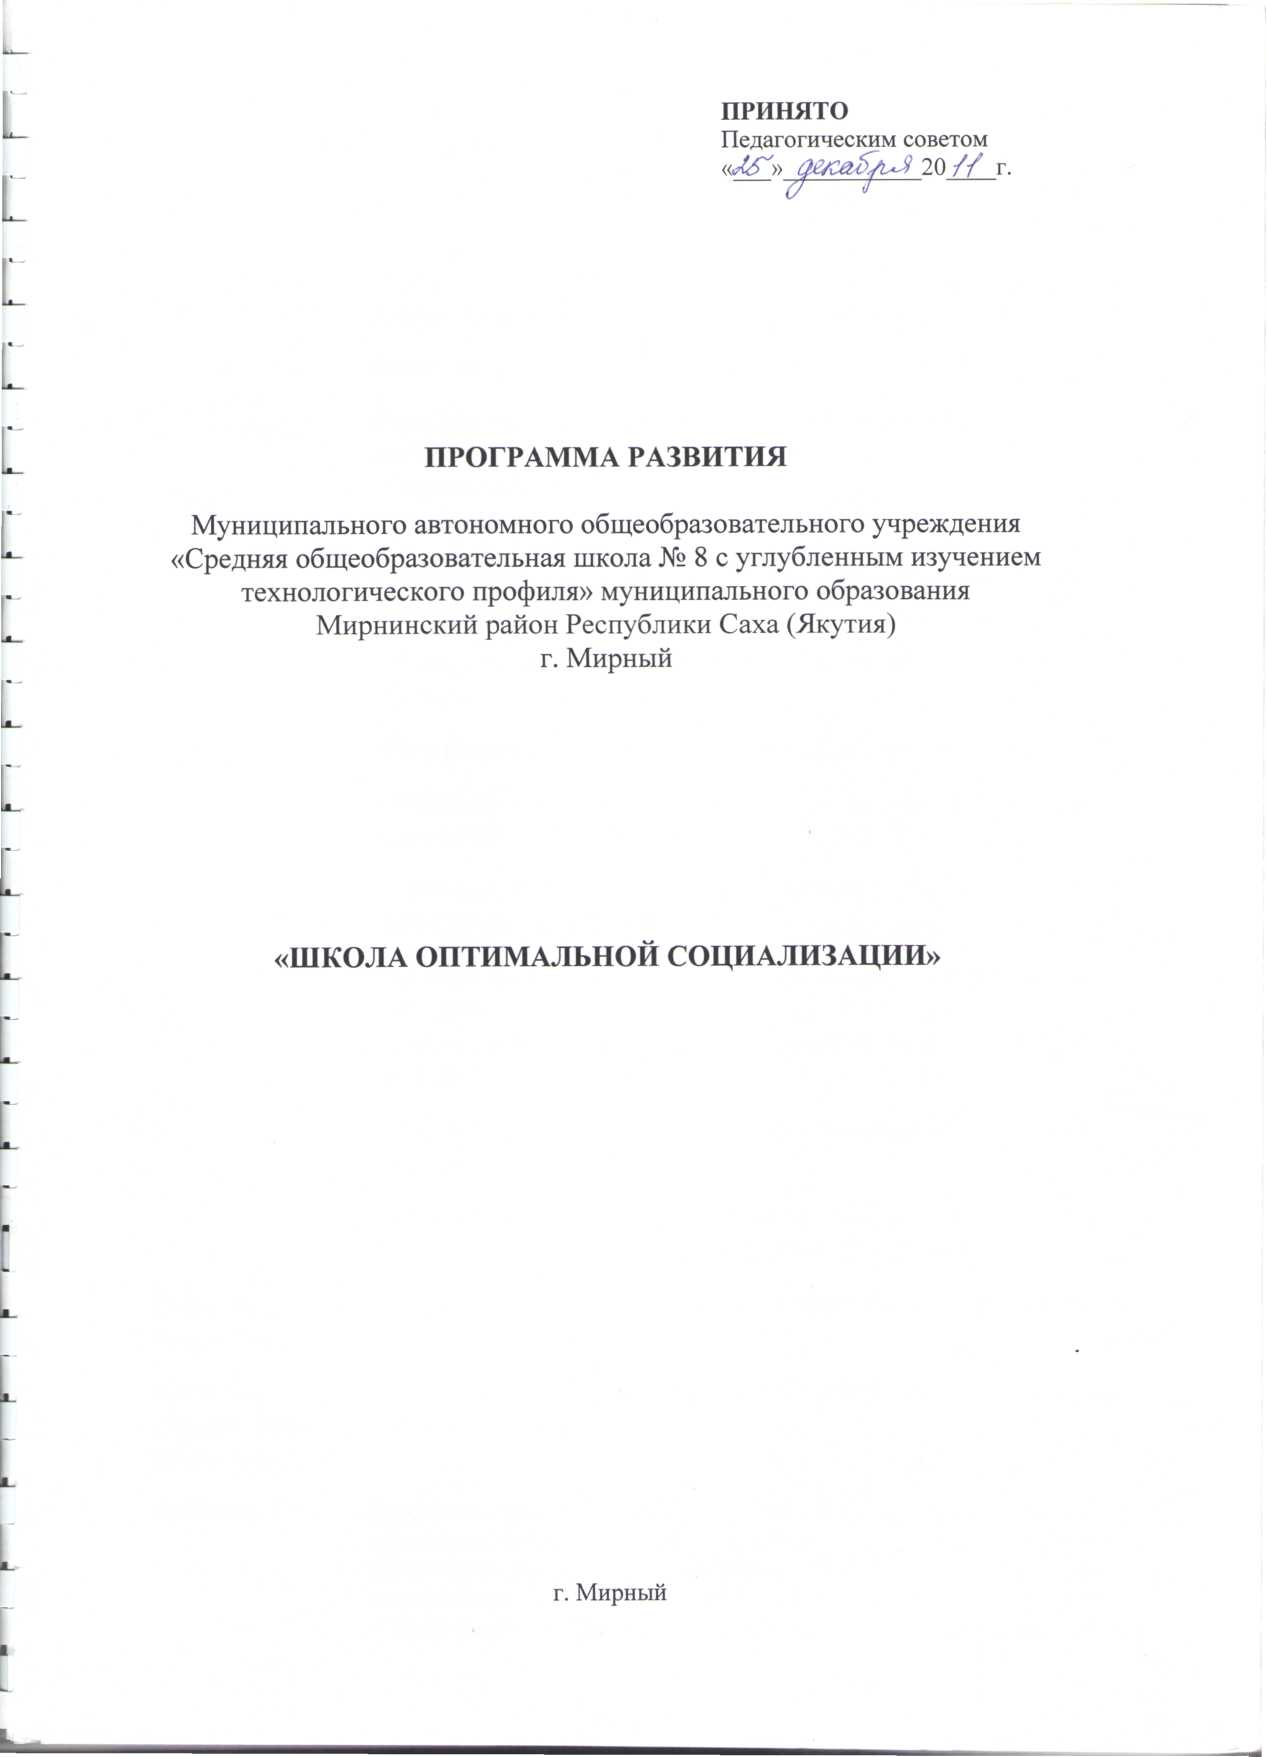 ПРИНЯТО
Педагогическим советом
«25» декабря 2011 г.
ПРОГРАММА РАЗВИТИЯ
Муниципального автономного общеобразовательного учреждения
«Средняя общеобразовательная школа № 8 с углубленным изучением
технологического профиля» муниципального образования
Мирнинский район Республики Саха (Якутия)
г. Мирный
«ШКОЛА ОПТИМАЛЬНОЙ СОЦИАЛИЗАЦИИ»
г. Мирный